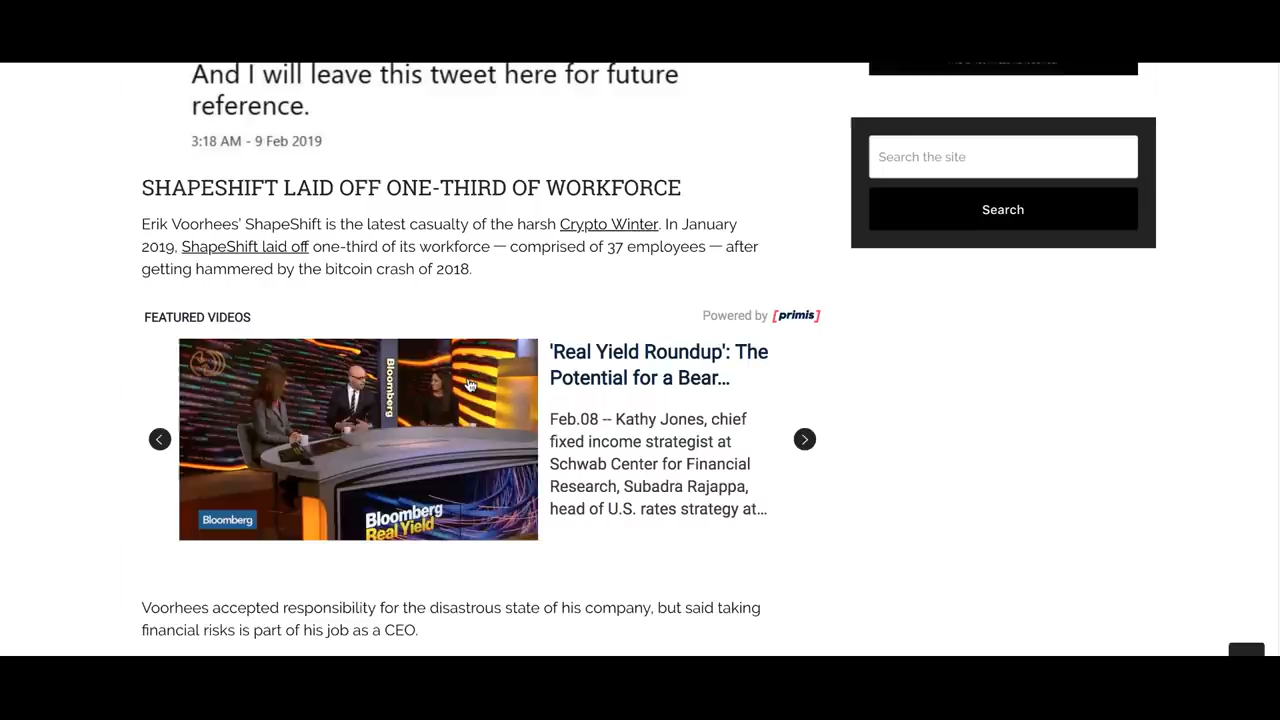 And I will leave this tweet here for future
reference.
3:18 AM - 9 Feb 2019
Search the site
Search
SHAPESHIFT LAID OFF ONE-THIRD OF WORKFORCE
Erik Voorhees’ ShapeShift is the latest casualty of the harsh Crypto Winter. In January
2019, ShapeShift laid off one-third of its workforce — comprised of 37 employees — after
getting hammered by the bitcoin crash of 2018.
FEATURED VIDEOS
Powered by [primis]
Bloomberg
Bloomberg
Bloomberg
Real Yield
'Real Yield Roundup': The
Potential for a Bear...
Feb.08 -- Kathy Jones, chief
fixed income strategist at
Schwab Center for Financial
Research, Subadra Rajappa,
head of U.S. rates strategy at...
Voorhees accepted responsibility for the disastrous state of his company, but said taking
financial risks is part of his job as a CEO.